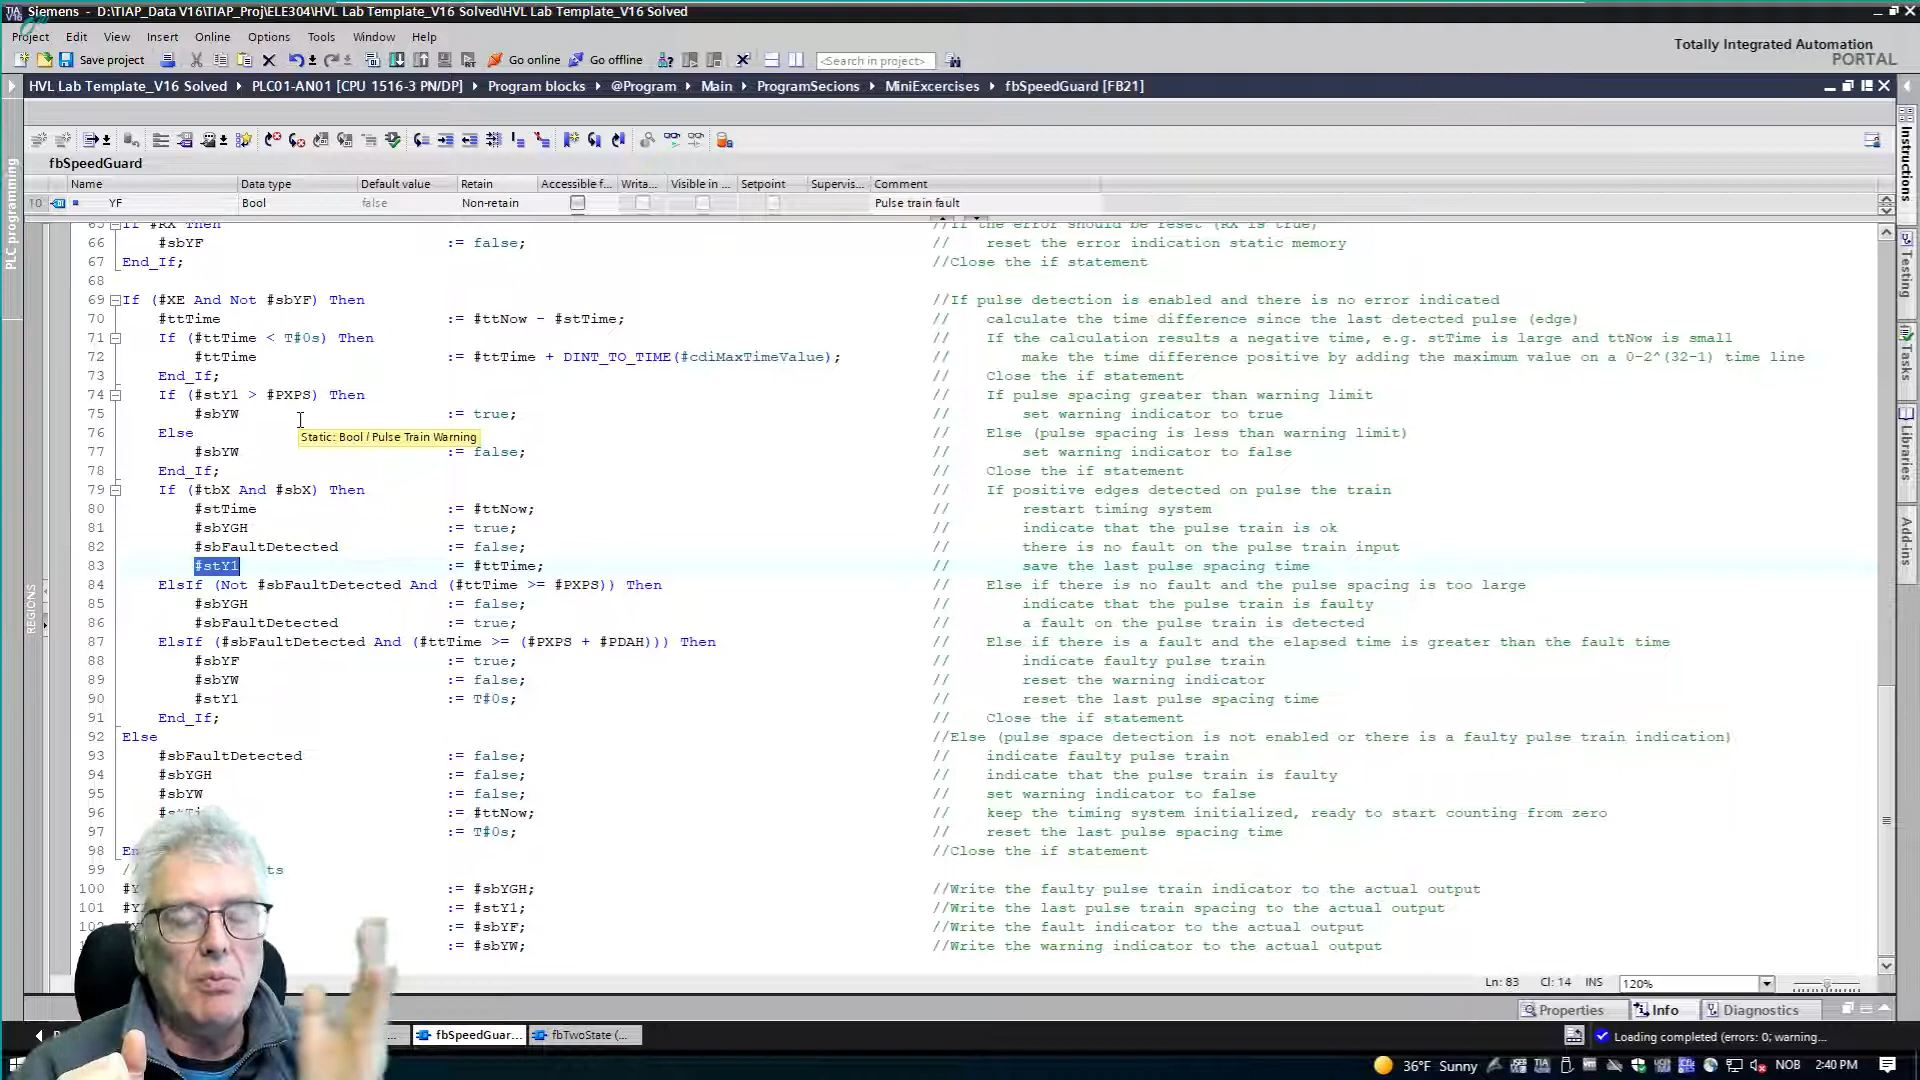 Siemens - D:\TIAP_Data V16\TIAP_Proj\ELE304\HVL Lab Template_V16 Solved\HVL Lab Template_V16 Solved
Project Edit View Insert Online Options Tools Window Help
Totally Integrated Automation
PORTAL
Save project Go online Go offline <Search in project>
HVL Lab Template_V16 Solved PLC01-AN01 [CPU 1516-3 PN/DP] Program blocks @Program Main ProgramSecions MiniExcercises fbSpeedGuard [FB21]
fbSpeedGuard
Name Data type Default value Retain Accessible f... Writa... Visible in ... Setpoint Supervis... Comment
10 YF Bool false Non-retain Pulse train fault
65 If #RX Then //If the error should be reset (RX is true)
66 #sbYF := false; // reset the error indication static memory
67 End_If; //Close the if statement
68
69 If (#XE And Not #sbYF) Then //If pulse detection is enabled and there is no error indicated
70 #ttTime := #ttNow - #stTime; // calculate the time difference since the last detected pulse (edge)
71 If (#ttTime < T#0s) Then // If the calculation results a negative time, e.g. stTime is large and ttNow is small
72 #ttTime := #ttTime + DINT_TO_TIME(#cdiMaxTimeValue); // make the time difference positive by adding the maximum value on a 0-2^(32-1) time line
73 End_If; // Close the if statement
74 If (#stY1 > #PXPS) Then // If pulse spacing greater than warning limit
75 #sbYW := true; // set warning indicator to true
76 Else // Else (pulse spacing is less than warning limit)
Static: Bool / Pulse Train Warning
77 #sbYW := false; // set warning indicator to false
78 End_If; // Close the if statement
79 If (#tbX And #sbX) Then // If positive edges detected on pulse the train
80 #stTime := #ttNow; // restart timing system
81 #sbYGH := true; // indicate that the pulse train is ok
82 #sbFaultDetected := false; // there is no fault on the pulse train input
83 #stY1 := #ttTime; // save the last pulse spacing time
84 ElsIf (Not #sbFaultDetected And (#ttTime >= #PXPS)) Then // Else if there is no fault and the pulse spacing is too large
85 #sbYGH := false; // indicate that the pulse train is faulty
86 #sbFaultDetected := true; // a fault on the pulse train is detected
87 ElsIf (#sbFaultDetected And (#ttTime >= (#PXPS + #PDAH))) Then // Else if there is a fault and the elapsed time is greater than the fault time
88 #sbYF := true; // indicate faulty pulse train
89 #sbYW := false; // reset the warning indicator
90 #stY1 := T#0s; // reset the last pulse spacing time
91 End_If; // Close the if statement
92 Else //Else (pulse space detection is not enabled or there is a faulty pulse train indication)
93 #sbFaultDetected := false; // indicate faulty pulse train
94 #sbYGH := false; // indicate that the pulse train is faulty
95 #sbYW := false; // set warning indicator to false
96 := #ttNow; // keep the timing system initialized, ready to start counting from zero
97 := T#0s; // reset the last pulse spacing time
98 //Close the if statement
99 //
100 := #sbYGH; //Write the faulty pulse train indicator to the actual output
101 := #stY1; //Write the last pulse train spacing to the actual output
:= #sbYF; //Write the fault indicator to the actual output
:= #sbYW; //Write the warning indicator to the actual output
Ln: 83 Cl: 14 INS 120%
Properties Info Diagnostics
fbSpeedGuar... fbTwoState (... Loading completed (errors: 0; warning...
36°F Sunny NOB 2:40 PM
PLC programming
REGIONS
Instructions
Testing
Tasks
Libraries
Add-Ins